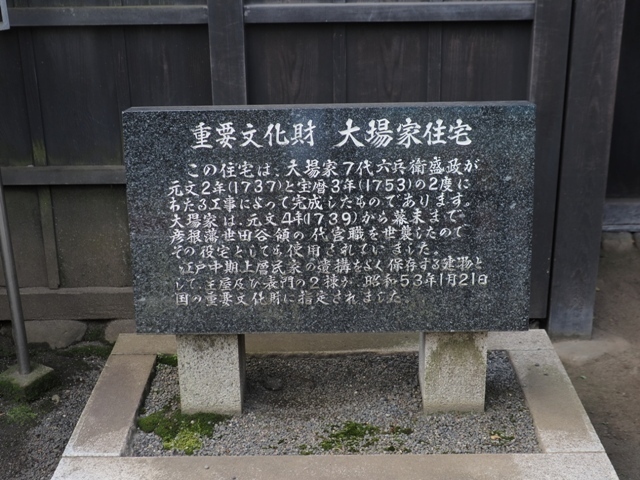 重要文化財 大場家住宅
この住宅は、大場家7代六兵衛盛政が
元文2年(1737)と宝暦3年(1753)の2度に
わたる工事によって完成したものであります。
大場家は、元文4年(1739)から幕末まで、
彦根藩世田谷領の代官職を世襲したので
その役宅としても使用されていました。
江戸中期上層民家の遺構をよく保存する建物と
して、主屋及び表門の2棟が、昭和53年1月21日
国の重要文化財に指定されました。